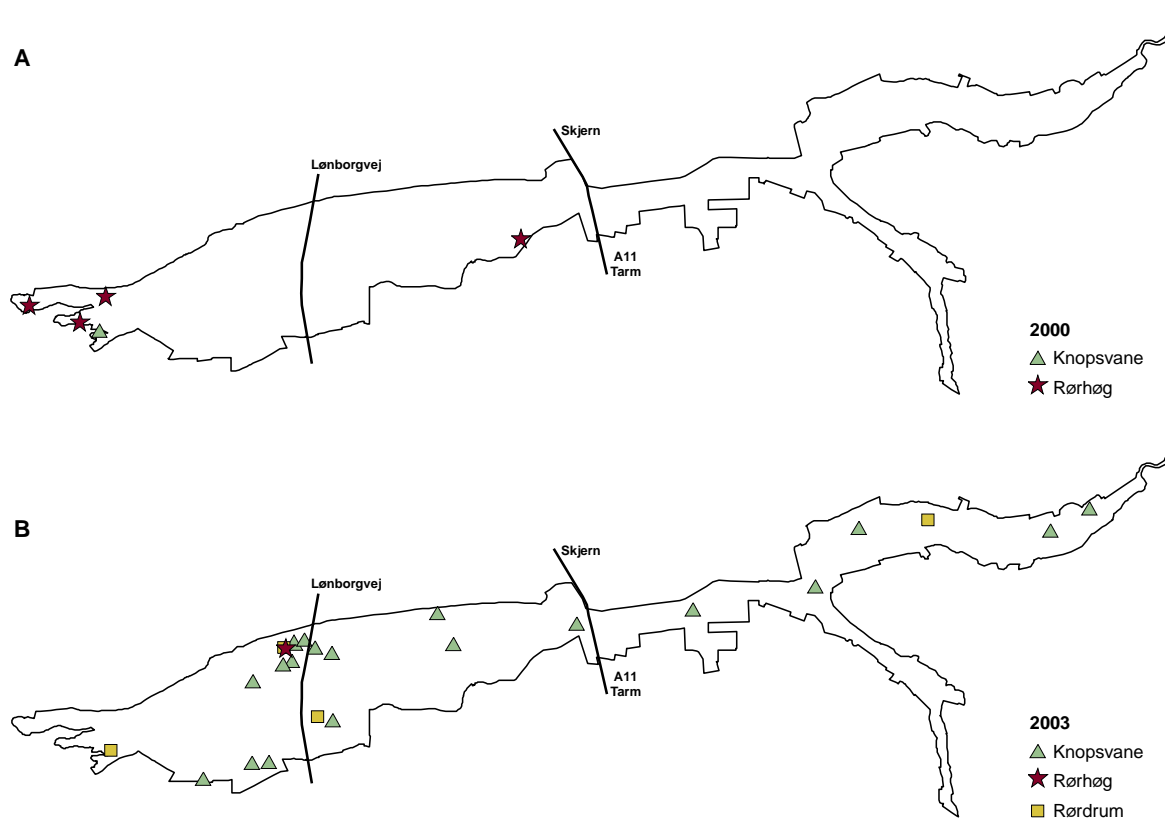 A
Skjern
Lønborgvej
A11
Tarm
2000
Knopsvane
Rørhøg
B
Skjern
Lønborgvej
A11
Tarm
2003
Knopsvane
Rørhøg
Rørdrum